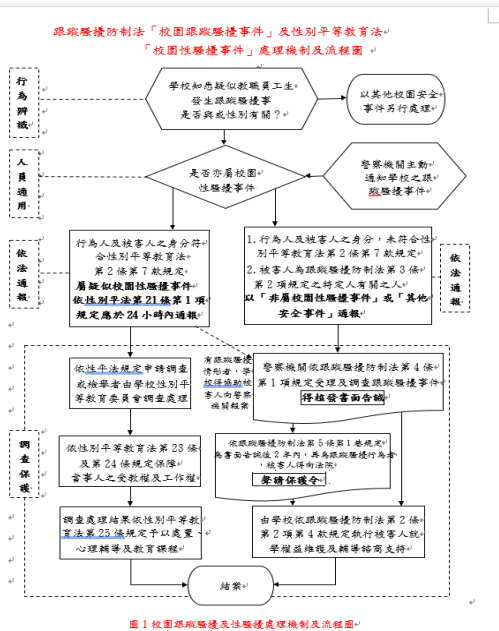 跟蹤騷擾防制法「校園跟蹤騷擾事件」及性別平等教育法
「校園性騷擾事件」處理機制及流程圖
行為辨識
學校知悉疑似教職員工生
發生跟蹤騷擾事
是否與或性別有關？
以其他校園安全
事件另行處理
人員適用
是否亦屬校園
性騷擾事件
警察機關主動
通知學校之跟
蹤騷擾事件
依法通報
行為人及被害人之身分符
合性別平等教育法
第2條第7款規定
屬疑似校園性騷擾事件
依性別平法第21條第1項
規定應於24小時內通報
1.行為人及被害人之身分，未符合性
別平等教育法第2條第7款規定
2.被害人為跟蹤騷擾防制法第3條
第2項規定之特定人有關之人
以「非屬校園性騷擾事件」或「其他
安全事件」通報
依法通報
調查保護
依性平法規定申請調查
或檢舉者由學校性別平
等教育委員會調查處理
有跟蹤騷擾
情形者，學
校得協助被
害人向警察
機關報案
警察機關依跟蹤騷擾防制法第4條
第1項規定受理及調查跟蹤騷擾事件
得核發書面告誡
依性別平等教育法第23條
及第24條規定保障
當事人之受教權及工作權
依跟蹤騷擾防制法第5條第1項規定
為書面告誡後2年內，再為跟蹤騷擾行為者
，被害人得向法院
聲請保護令
調查處理結果依性別平等教
育法第25條規定予以處置、
心理輔導及教育課程
由學校依跟蹤騷擾防制法第2條
第2項第4款規定執行被害人就
學權益維護及輔導諮商支持
結案
圖1校園跟蹤騷擾及性騷擾處理機制及流程圖